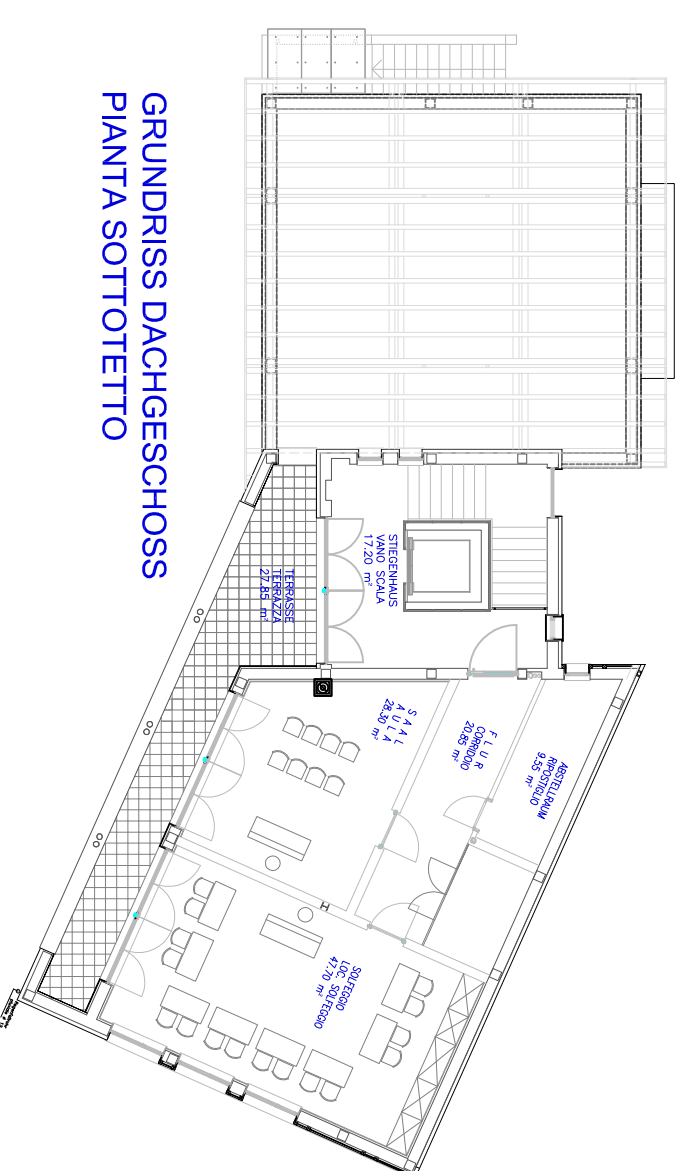 GRUNDRISS DACHGESCHOSS
PIANTA SOTTOTETTO
STIEGENHAUS
VANO SCALA
17.20 m²
TERRASSE
TERRAZZA
27.85 m²
S A A L
A U L A
28.30 m²
F L U R
CORRIDOIO
20.85 m²
ABSTELLRAUM
RIPOSTIGLIO
9.55 m²
SOLFEGGIO
LOC. SOLFEGGIO
47.70 m²